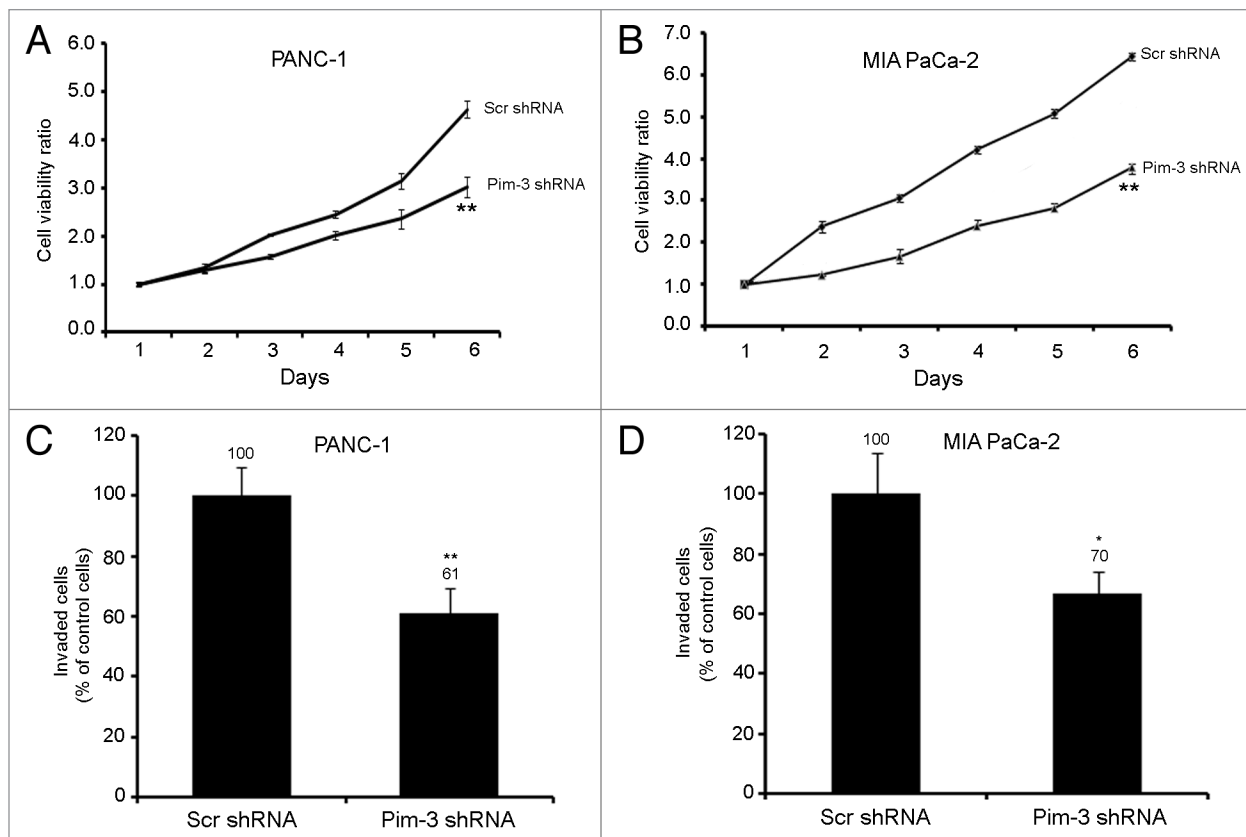 A
PANC-1
Cell viability ratio
6.0
5.0
4.0
3.0
2.0
1.0
0.0
Scr shRNA
Pim-3 shRNA
**
1 2 3 4 5 6
Days
B
MIA PaCa-2
Cell viability ratio
7.0
6.0
5.0
4.0
3.0
2.0
1.0
0.0
Scr shRNA
Pim-3 shRNA
**
1 2 3 4 5 6
Days
C
PANC-1
Invaded cells
(% of control cells)
120
100
80
60
40
20
0
100
**
61
Scr shRNA Pim-3 shRNA
D
MIA PaCa-2
Invaded cells
(% of control cells)
120
100
80
60
40
20
0
100
*
70
Scr shRNA Pim-3 shRNA